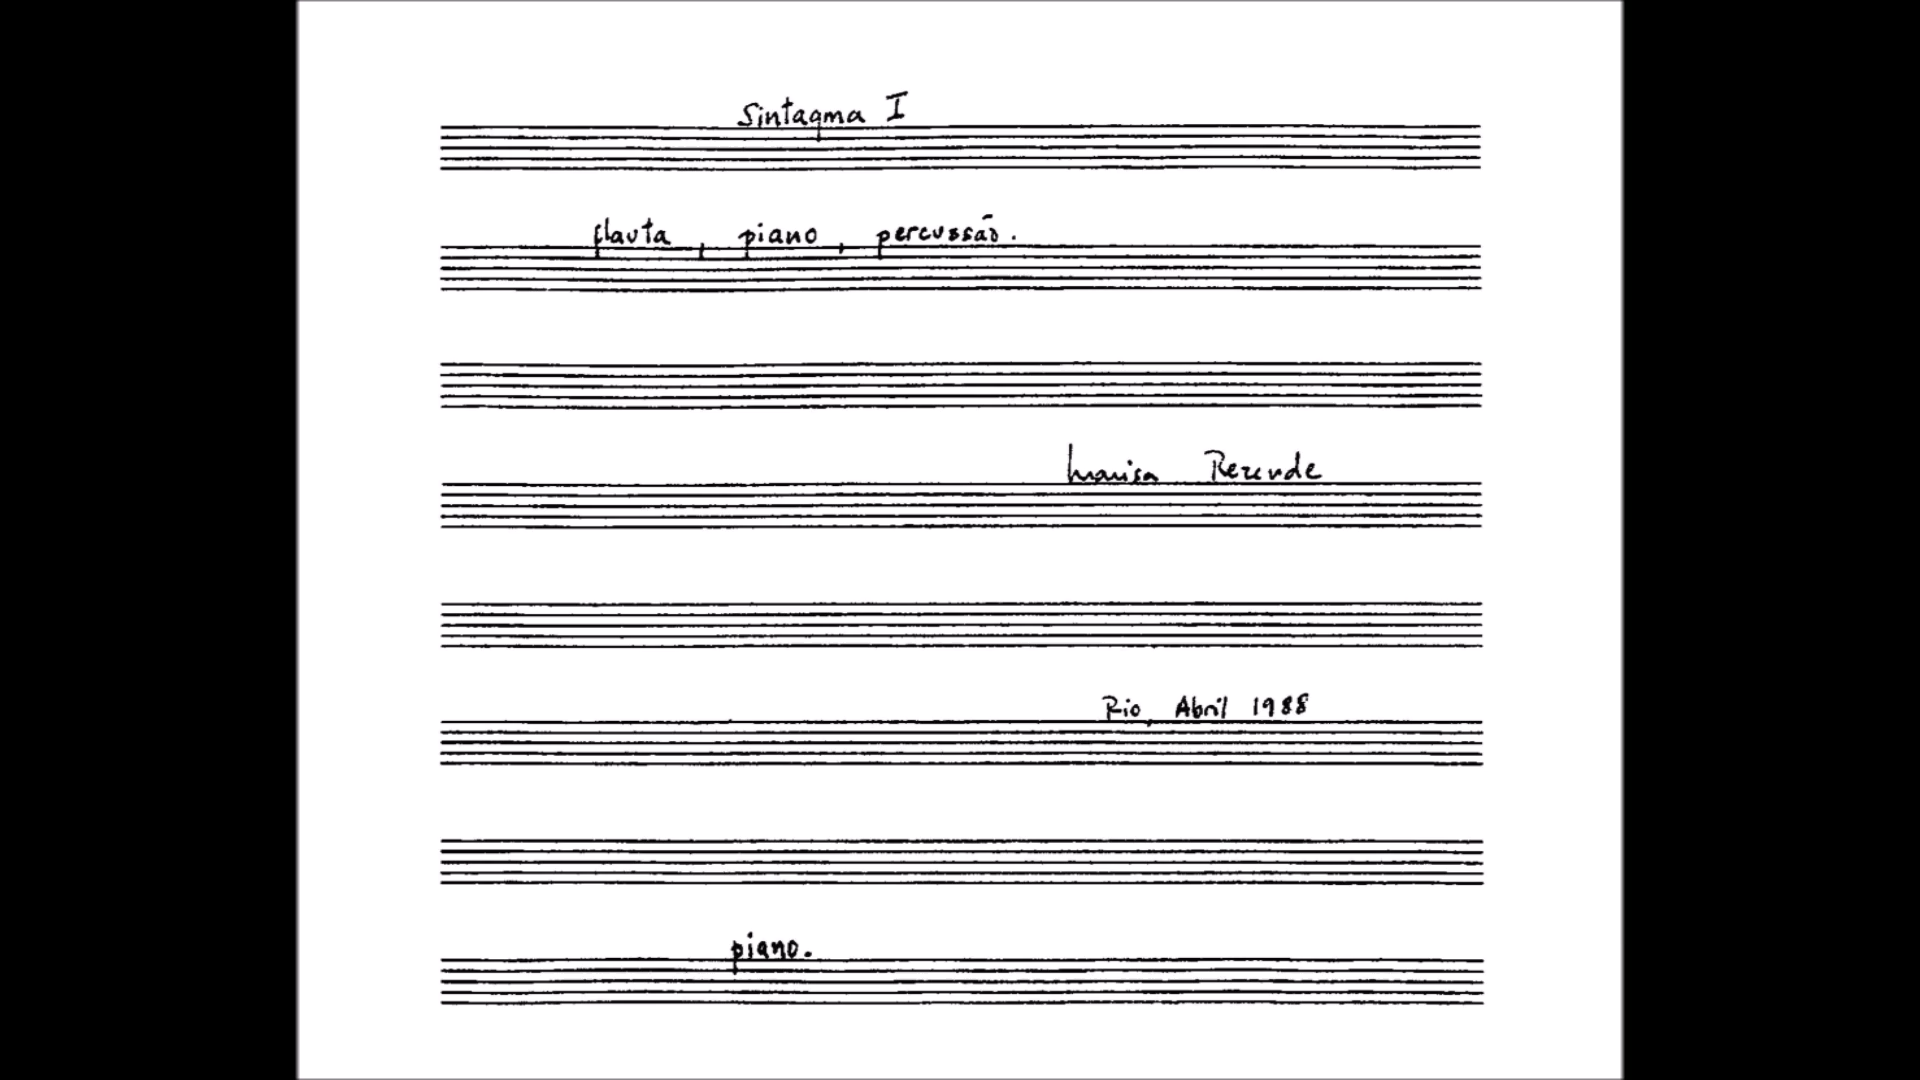 Sintagma I
flauta, piano, percussão.
Marisa Rezende
Rio, Abril 1988
piano.